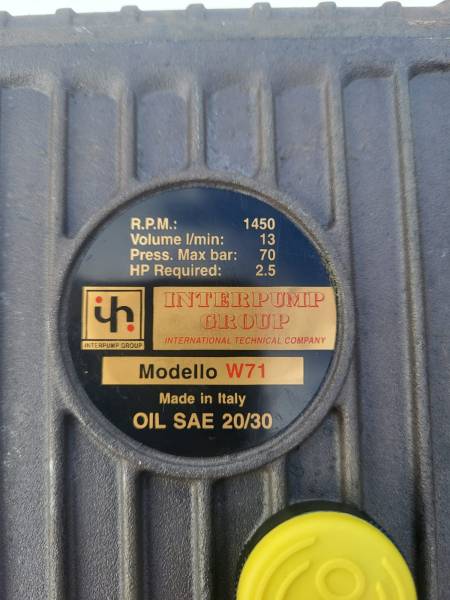 R.P.M.: 1450
Volume l/min: 13
Press. Max bar: 70
HP Required: 2.5
ih
INTERPUMP GROUP
INTERPUMP
GROUP
INTERNATIONAL TECHNICAL COMPANY
Modello W71
Made in Italy
OIL SAE 20/30